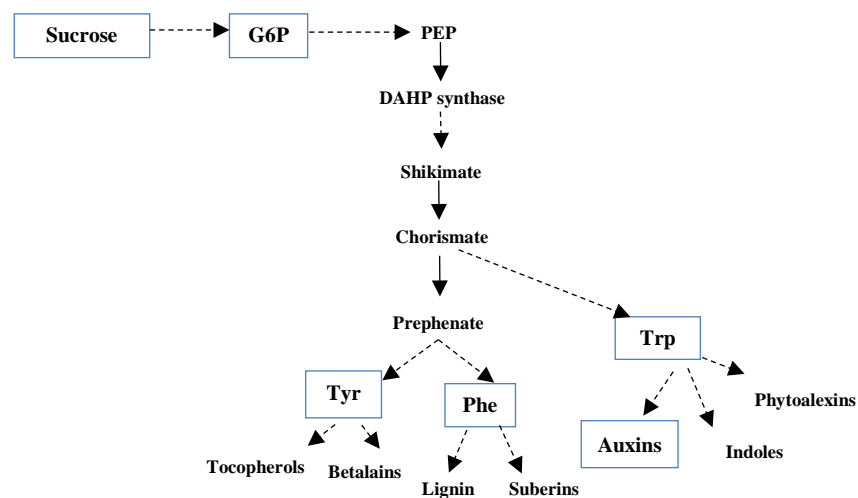 Sucrose
G6P
PEP
DAHP synthase
Shikimate
Chorismate
Prephenate
Trp
Tyr
Phe
Phytoalexins
Auxins
Indoles
Tocopherols
Betalains
Lignin
Suberins